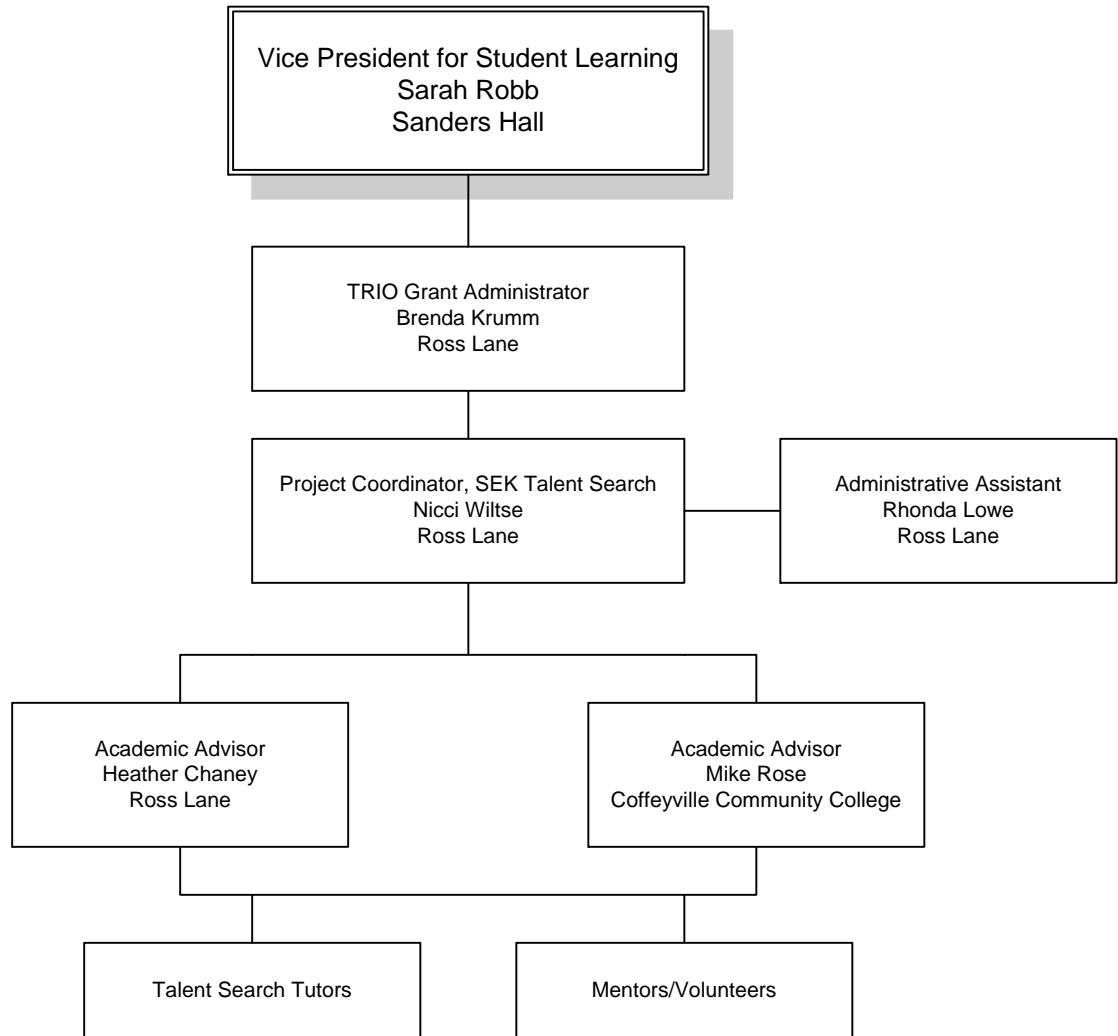 Vice President for Student Learning
Sarah Robb
Sanders Hall
TRIO Grant Administrator
Brenda Krumm
Ross Lane
Project Coordinator, SEK Talent Search
Nicci Wiltse
Ross Lane
Administrative Assistant
Rhonda Lowe
Ross Lane
Academic Advisor
Heather Chaney
Ross Lane
Academic Advisor
Mike Rose
Coffeyville Community College
Talent Search Tutors
Mentors/Volunteers